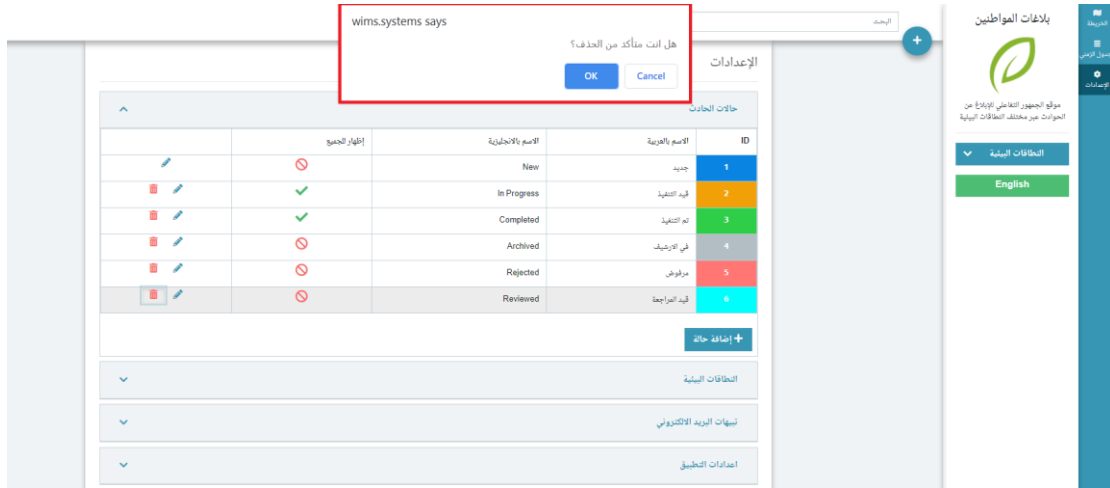 wims.systems says
هل انت متأكد من الحذف؟
OK
Cancel
الخريطة
الإعدادات
بلاغات المواطنين
موقع الجمهور التفاعلي للإبلاغ عن
الحوادث عبر مختلف النطاقات البيئية
النطاقات البيئية
English
+
الإعدادات
حالات الحادث
ID الاسم بالعربية الاسم بالانجليزية إظهار للجميع
1 جديد New
2 قيد التنفيذ In Progress
3 تم التنفيذ Completed
4 في الارشيف Archived
5 مرفوض Rejected
6 قيد المراجعة Reviewed
+ إضافة حالة
النطاقات البيئية
تنبيهات البريد الالكتروني
اعدادات التطبيق